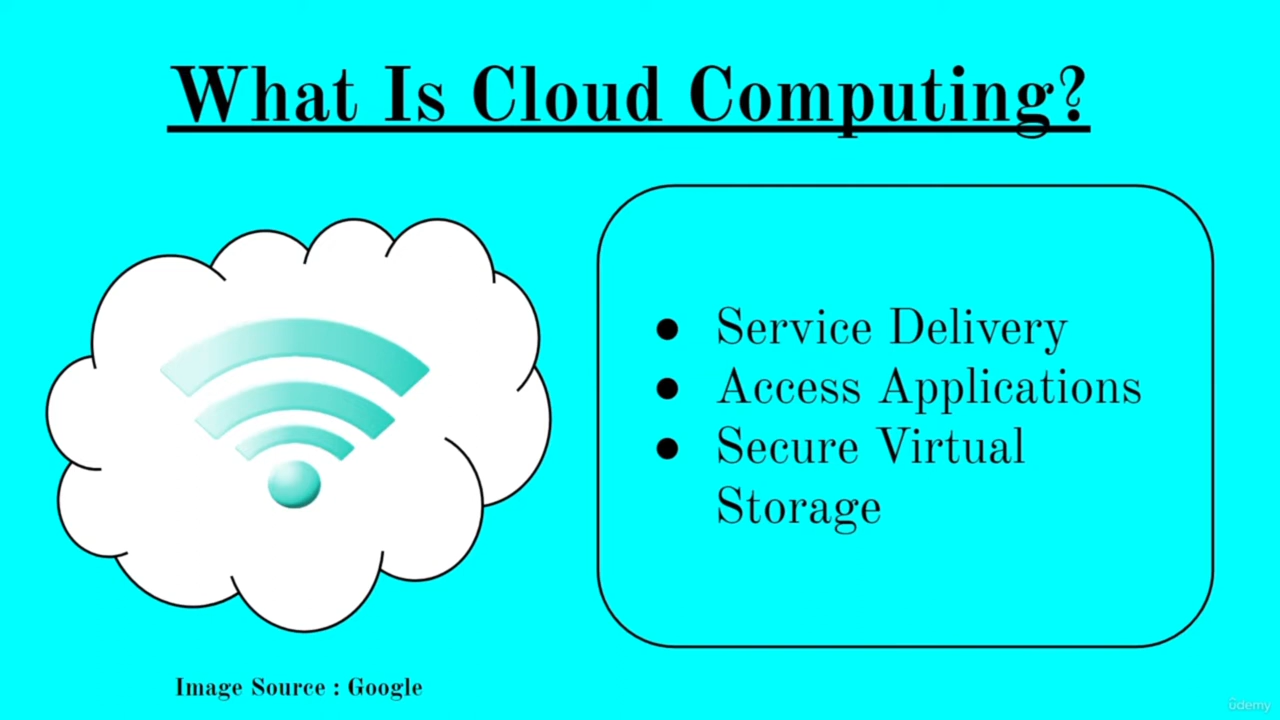 What Is Cloud Computing?
● Service Delivery
● Access Applications
● Secure Virtual
Storage
Image Source : Google
udemy